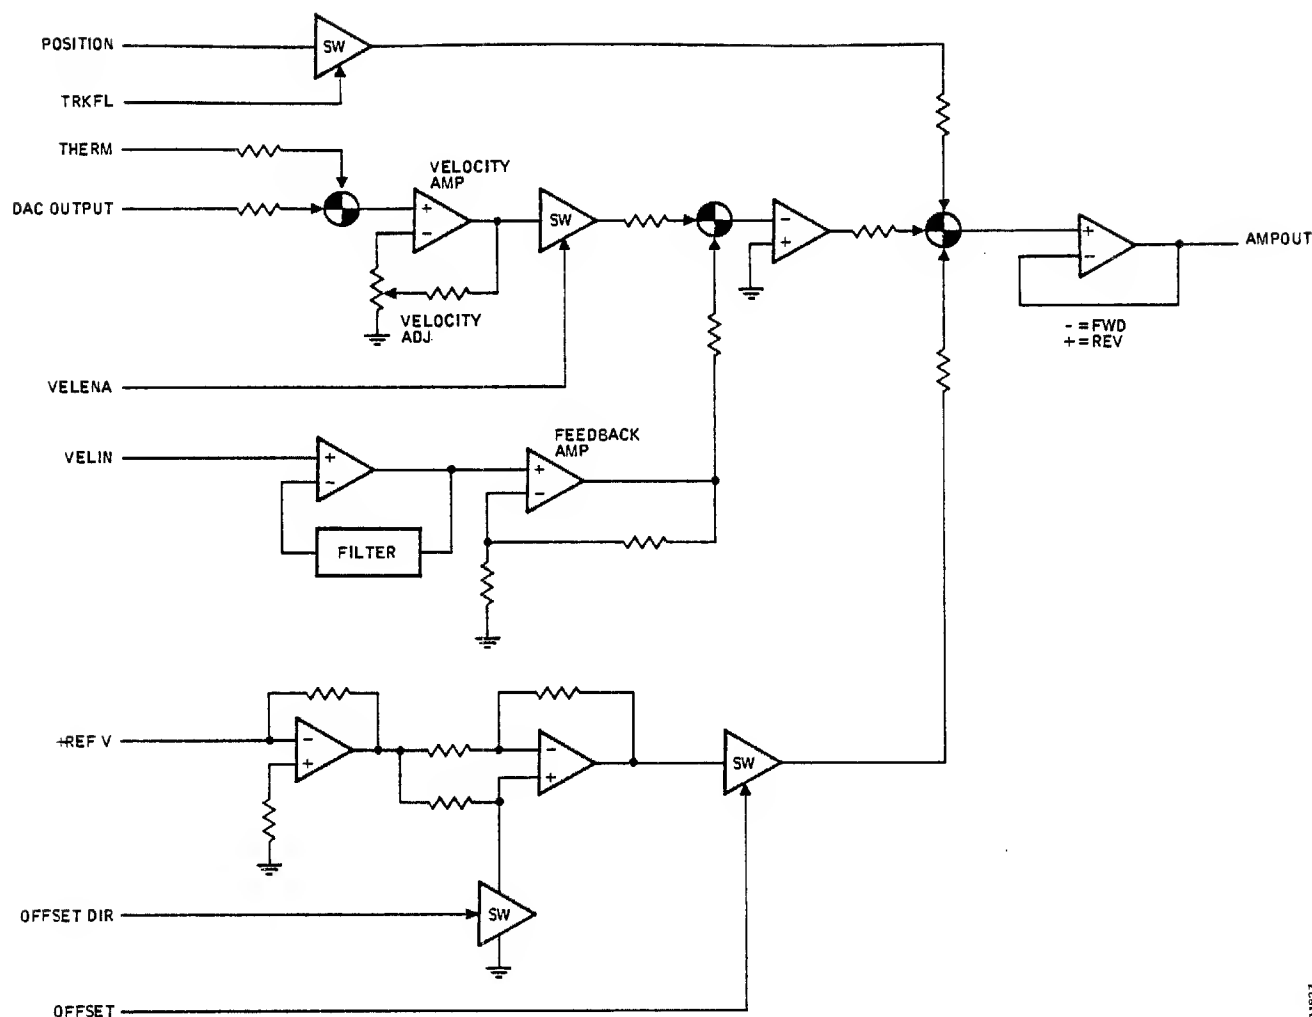 POSITION
SW
TRKFL
THERM
DAC OUTPUT
VELOCITY
AMP
+
-
SW
-
+
+
-
AMPOUT
VELOCITY
ADJ.
- = FWD
+ = REV
VELENA
VELIN
+
-
FEEDBACK
AMP
+
-
FILTER
+REF V
-
+
-
+
SW
OFFSET DIR
SW
OFFSET